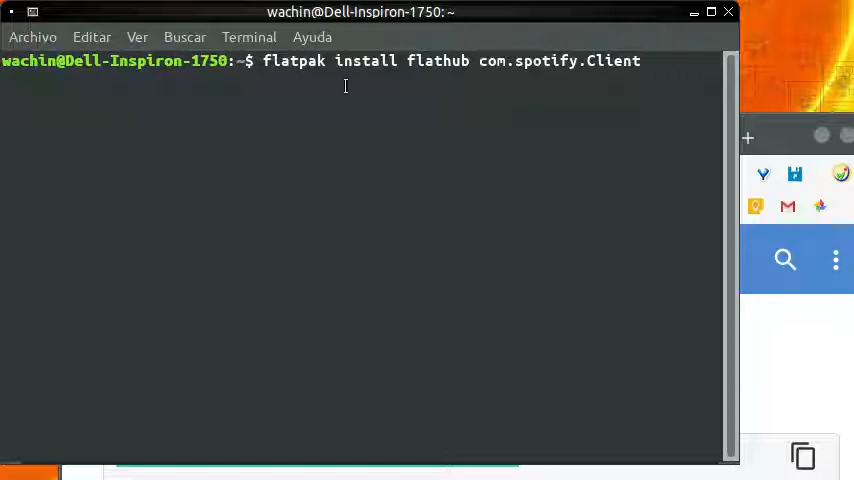 wachin@Dell-Inspiron-1750: ~
Archivo Editar Ver Buscar Terminal Ayuda
wachin@Dell-Inspiron-1750:~$ flatpak install flathub com.spotify.Client